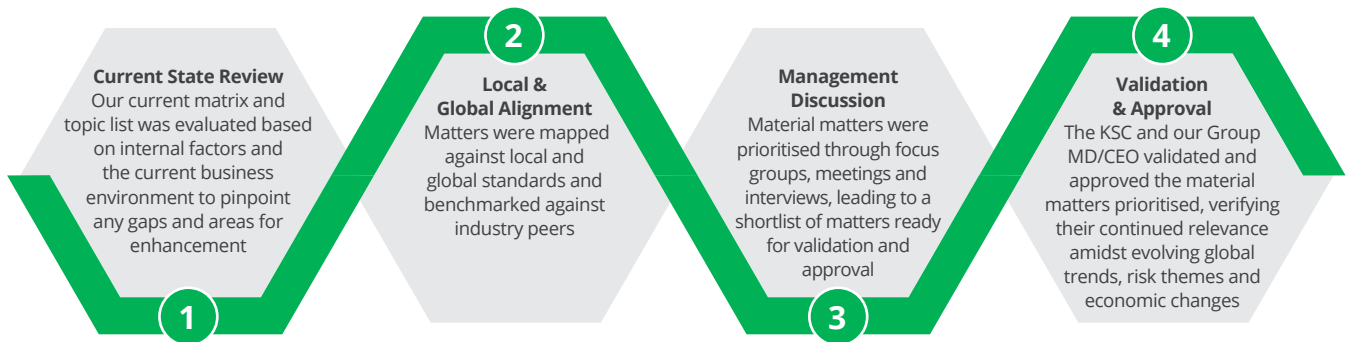 1
Current State Review
Our current matrix and
topic list was evaluated based
on internal factors and
the current business
environment to pinpoint
any gaps and areas for
enhancement
2
Local &
Global Alignment
Matters were mapped
against local and
global standards and
benchmarked against
industry peers
3
Management
Discussion
Material matters were
prioritised through focus
groups, meetings and
interviews, leading to a
shortlist of matters ready
for validation and
approval
4
Validation
& Approval
The KSC and our Group
MD/CEO validated and
approved the material
matters prioritised, verifying
their continued relevance
amidst evolving global
trends, risk themes and
economic changes